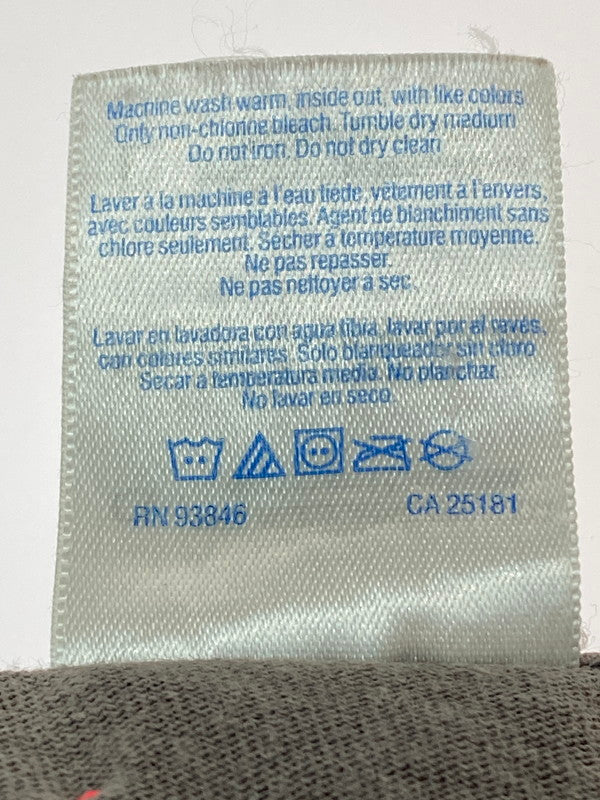 Machine wash warm, inside out, with like colors
Only non-chlorine bleach. Tumble dry medium
Do not iron. Do not dry clean
Laver à la machine à l'eau tiède, vêtement à l'envers,
avec couleurs semblables. Agent de blanchiment sans
chlore seulement. Sécher à température moyenne.
Ne pas repasser.
Ne pas nettoyer à sec.
Lavar en lavadora con agua tibia, lavar por el revés,
con colores similares. Solo blanqueador sin cloro
Secar a temperatura media. No planchar.
No lavar en seco.
RN 93846
CA 25181